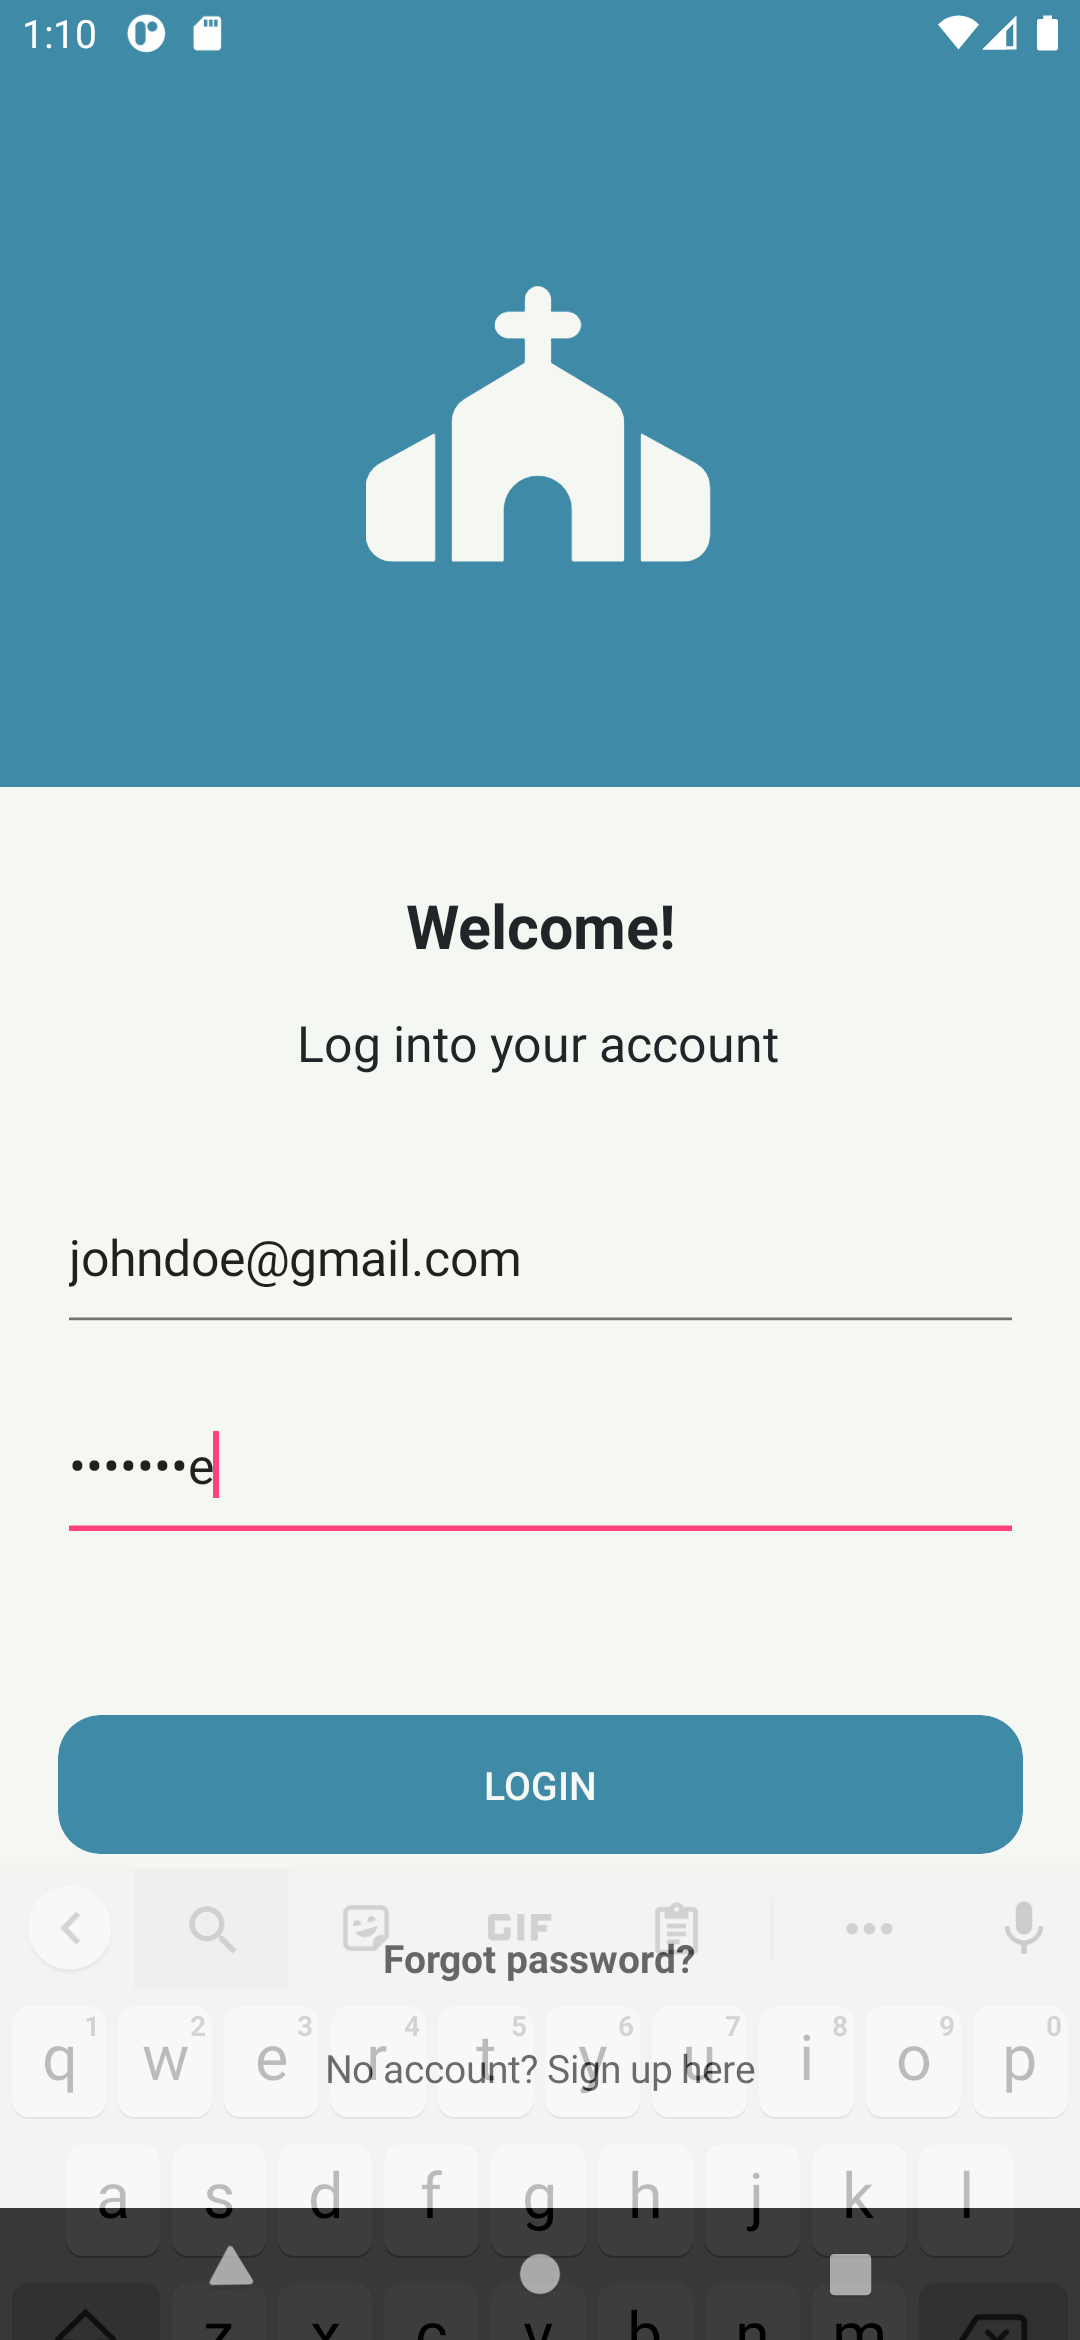 1:10
Welcome!
Log into your account
johndoe@gmail.com
•••••••e
LOGIN
GIF
Forgot password?
1 2 3 4 5 6 7 8 9 0
q w e r t y u i o p
No account? Sign up here
a s d f g h j k l
z x c v b n m